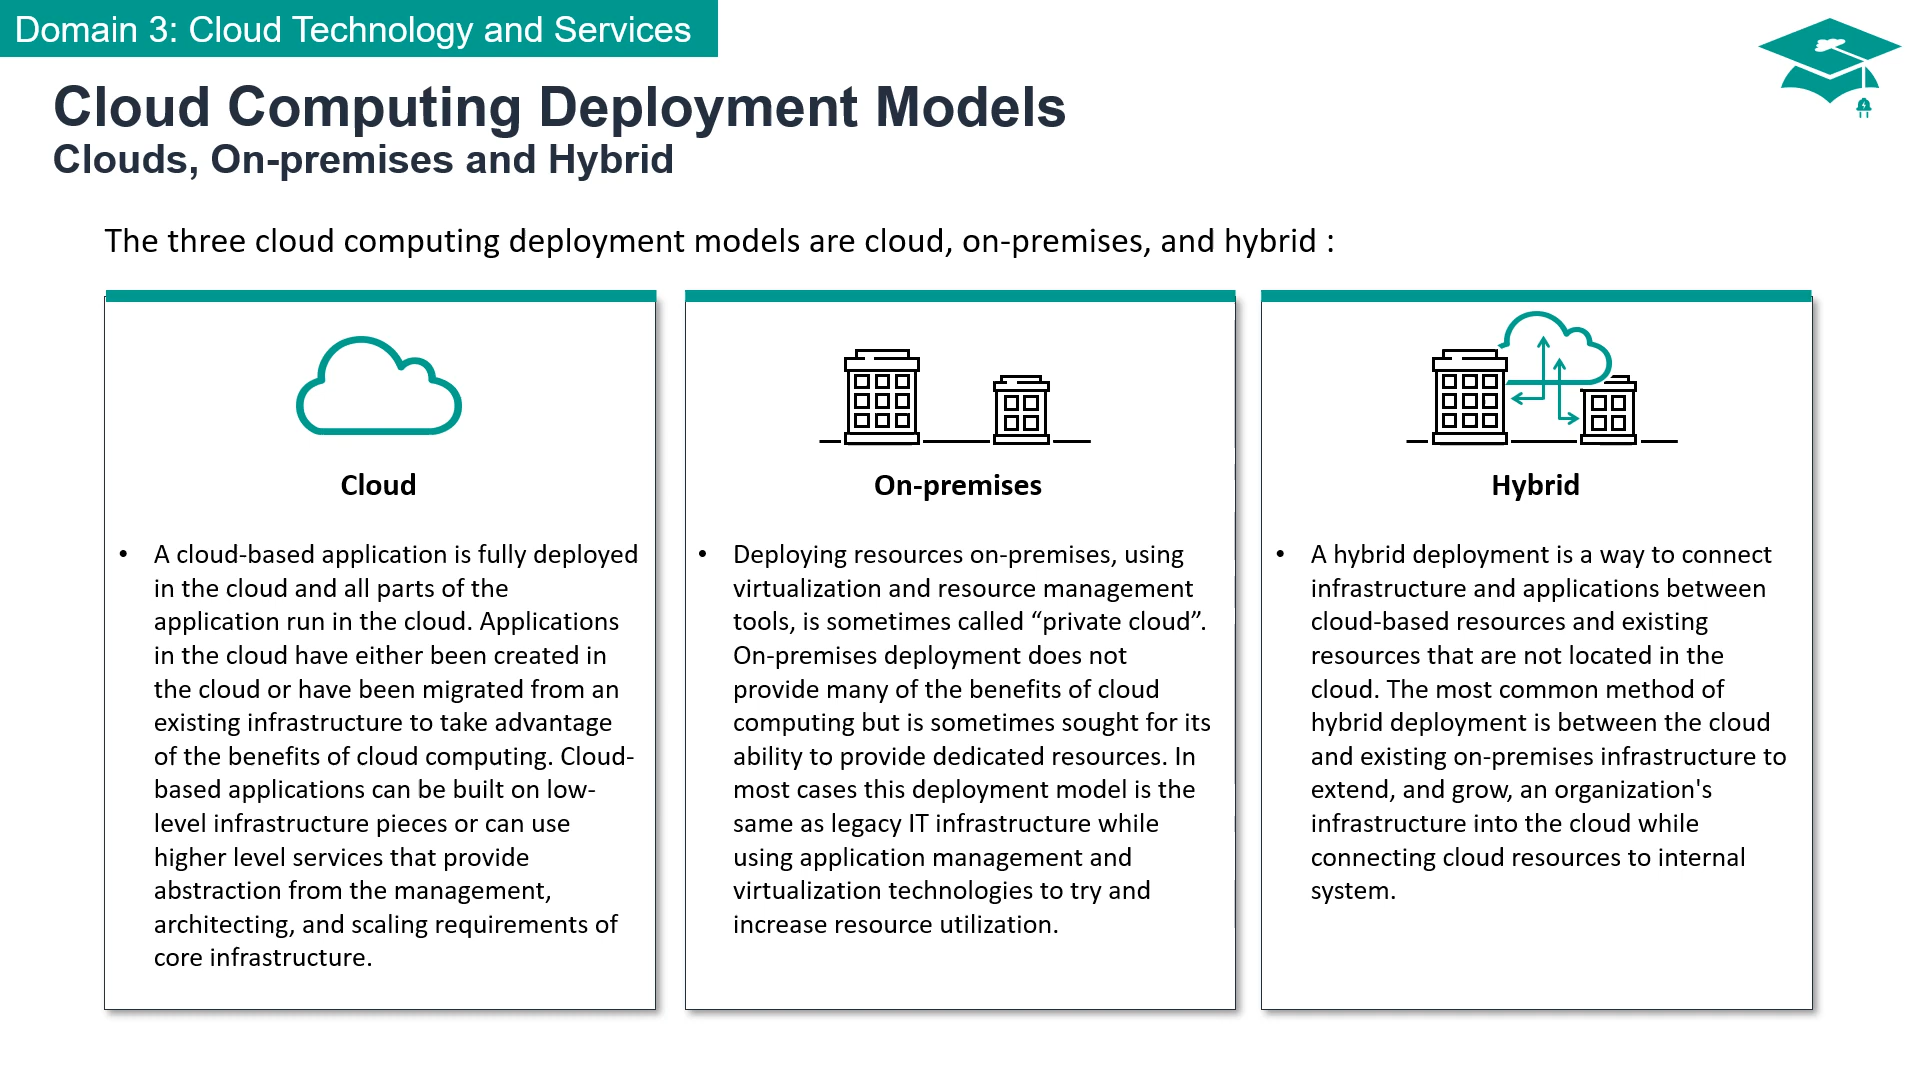 Domain 3: Cloud Technology and Services
Cloud Computing Deployment Models
Clouds, On-premises and Hybrid
The three cloud computing deployment models are cloud, on-premises, and hybrid :
Cloud
• A cloud-based application is fully deployed
in the cloud and all parts of the
application run in the cloud. Applications
in the cloud have either been created in
the cloud or have been migrated from an
existing infrastructure to take advantage
of the benefits of cloud computing. Cloud-
based applications can be built on low-
level infrastructure pieces or can use
higher level services that provide
abstraction from the management,
architecting, and scaling requirements of
core infrastructure.
On-premises
• Deploying resources on-premises, using
virtualization and resource management
tools, is sometimes called “private cloud”.
On-premises deployment does not
provide many of the benefits of cloud
computing but is sometimes sought for its
ability to provide dedicated resources. In
most cases this deployment model is the
same as legacy IT infrastructure while
using application management and
virtualization technologies to try and
increase resource utilization.
Hybrid
• A hybrid deployment is a way to connect
infrastructure and applications between
cloud-based resources and existing
resources that are not located in the
cloud. The most common method of
hybrid deployment is between the cloud
and existing on-premises infrastructure to
extend, and grow, an organization's
infrastructure into the cloud while
connecting cloud resources to internal
system.